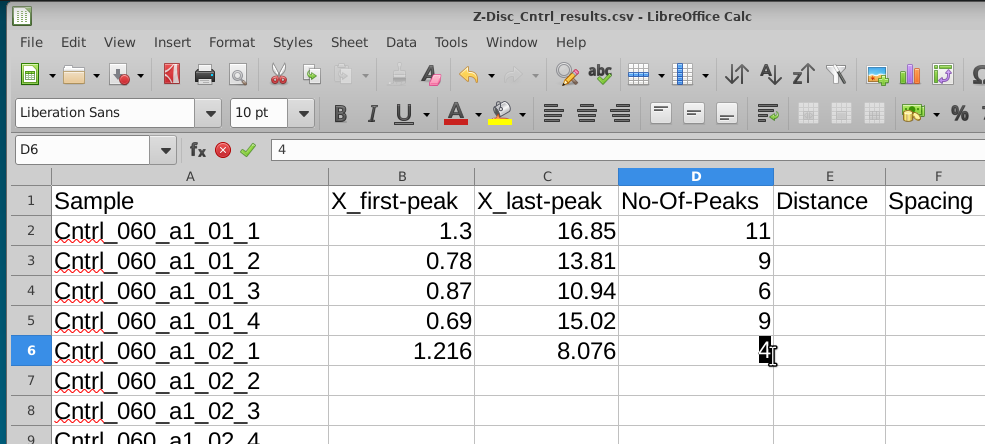 Z-Disc_Cntrl_results.csv - LibreOffice Calc
File Edit View Insert Format Styles Sheet Data Tools Window Help
abc
Liberation Sans 10 pt B I U A %
D6 fx 4
A B C D E F
1 Sample X_first-peak X_last-peak No-Of-Peaks Distance Spacing
2 Cntrl_060_a1_01_1 1.3 16.85 11
3 Cntrl_060_a1_01_2 0.78 13.81 9
4 Cntrl_060_a1_01_3 0.87 10.94 6
5 Cntrl_060_a1_01_4 0.69 15.02 9
6 Cntrl_060_a1_02_1 1.216 8.076 4
7 Cntrl_060_a1_02_2
8 Cntrl_060_a1_02_3
9 Cntrl_060_a1_02_4